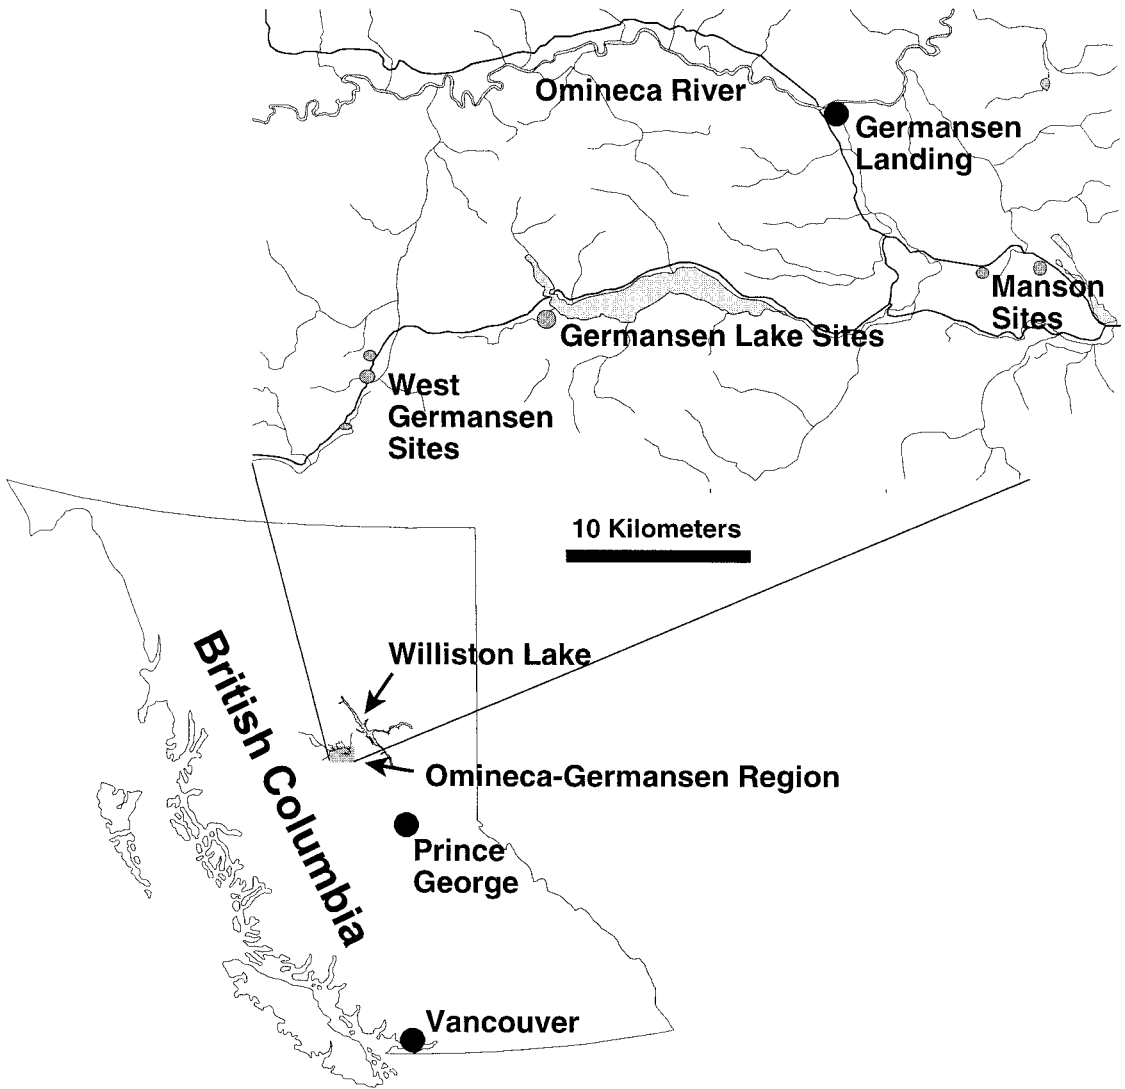 Omineca River
Germansen
Landing
Manson
Sites
Germansen Lake Sites
West
Germansen
Sites
10 Kilometers
Williston Lake
British Columbia
Omineca-Germansen Region
Prince
George
Vancouver